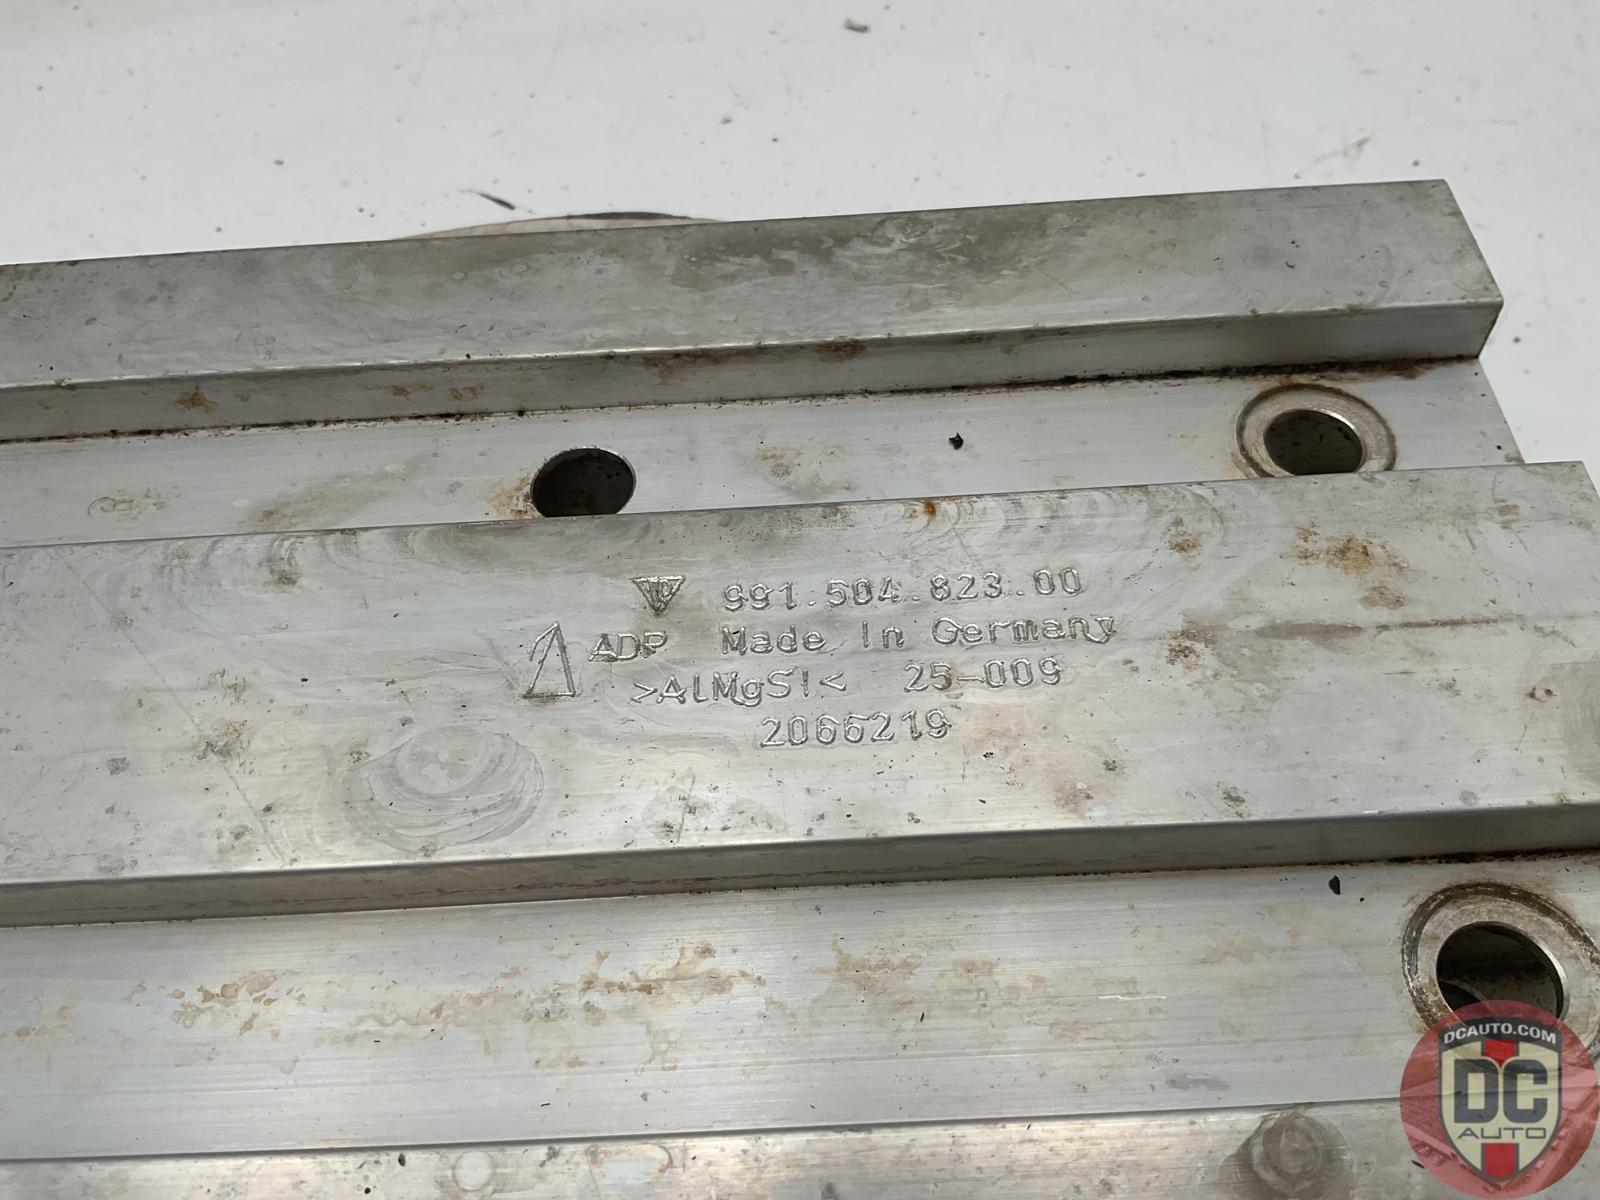 991.504.823.00
ADP Made In Germany
>ALMgSI< 25-009
2066219
DCAUTO.COM
DC
AUTO